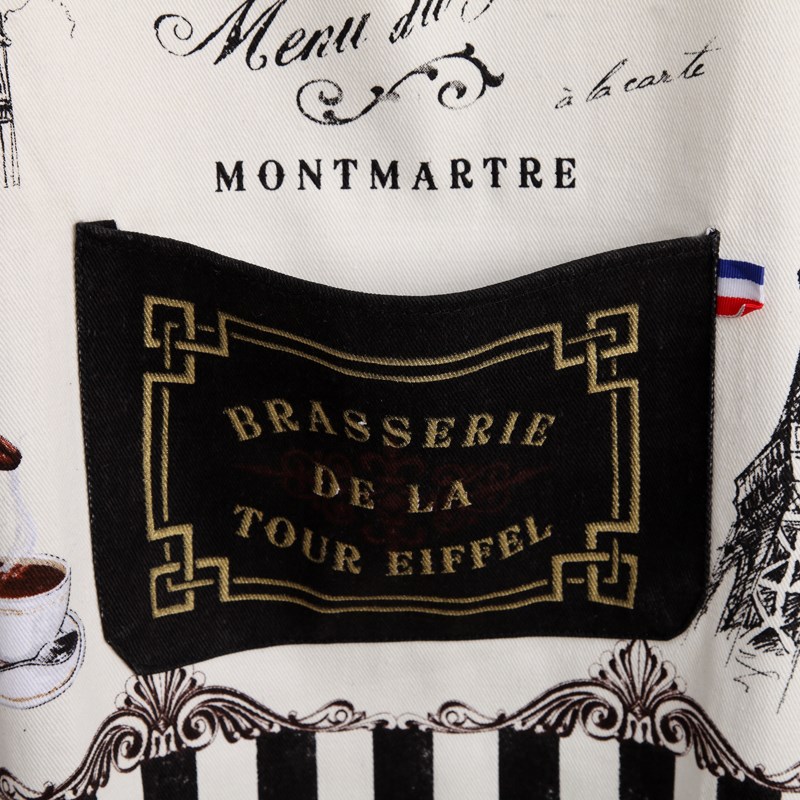 Menu du
à la carte
MONTMARTRE
BRASSERIE
DE LA
TOUR EIFFEL